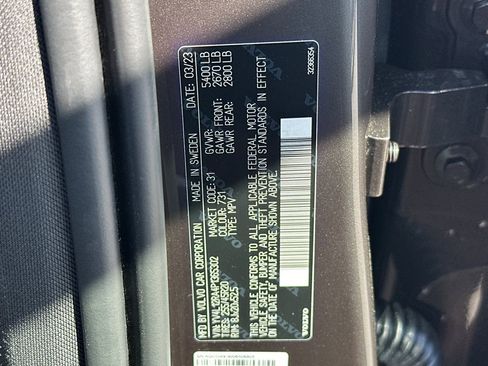 MFD BY VOLVO CAR CORPORATION
MADE IN SWEDEN
DATE: 03/23
MARKET CODE: 31
COLOUR: 731
TYPE: MPV
GVWR: 5400 LB
GAWR FRONT: 2670 LB
GAWR REAR: 2800 LB
THIS VEHICLE CONFORMS TO ALL APPLICABLE FEDERAL MOTOR
VEHICLE SAFETY, BUMPER AND THEFT PREVENTION STANDARDS IN EFFECT
ON THE DATE OF MANUFACTURE SHOWN ABOVE.
VOLVO
32366354